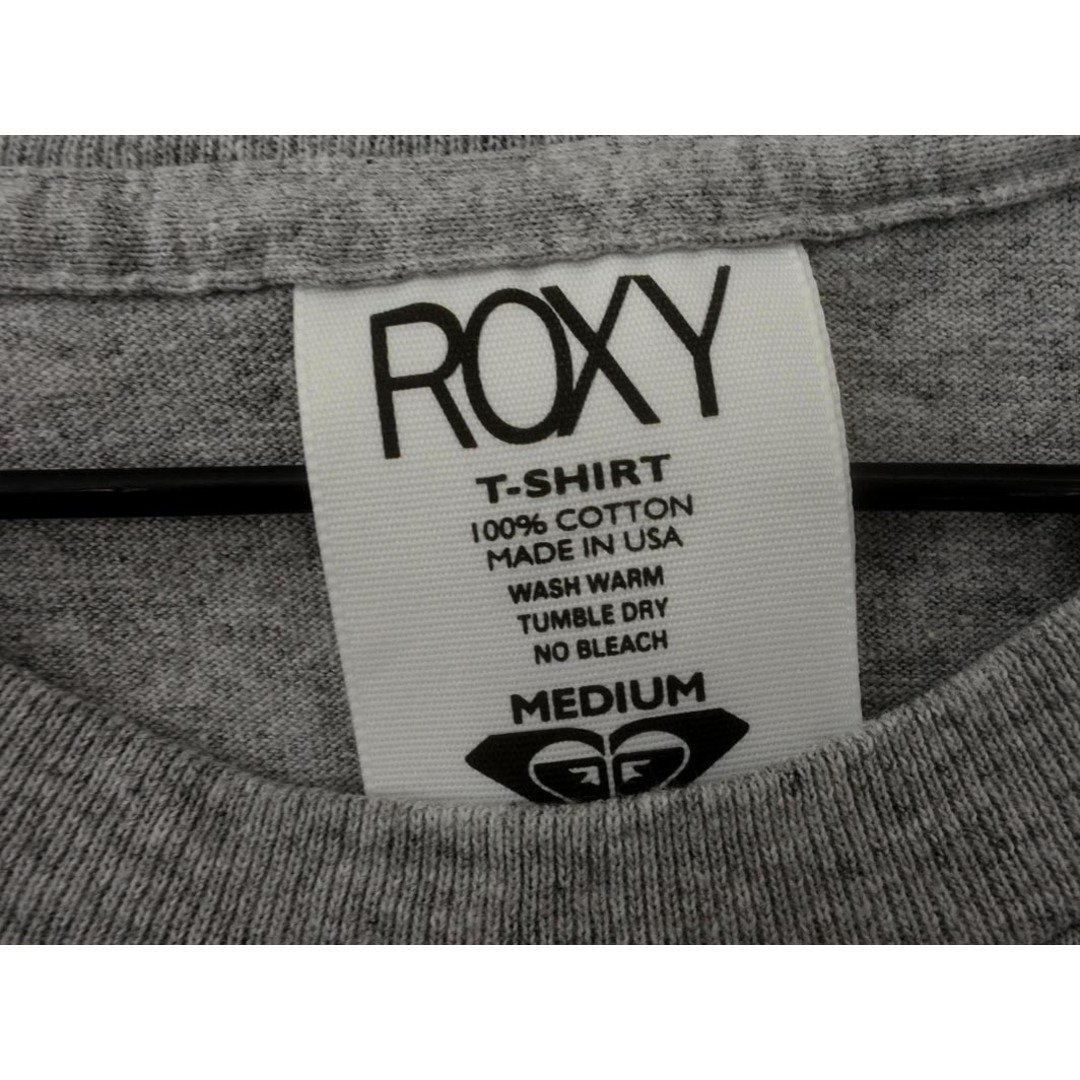 ROXY
T-SHIRT
100% COTTON
MADE IN USA
WASH WARM
TUMBLE DRY
NO BLEACH
MEDIUM